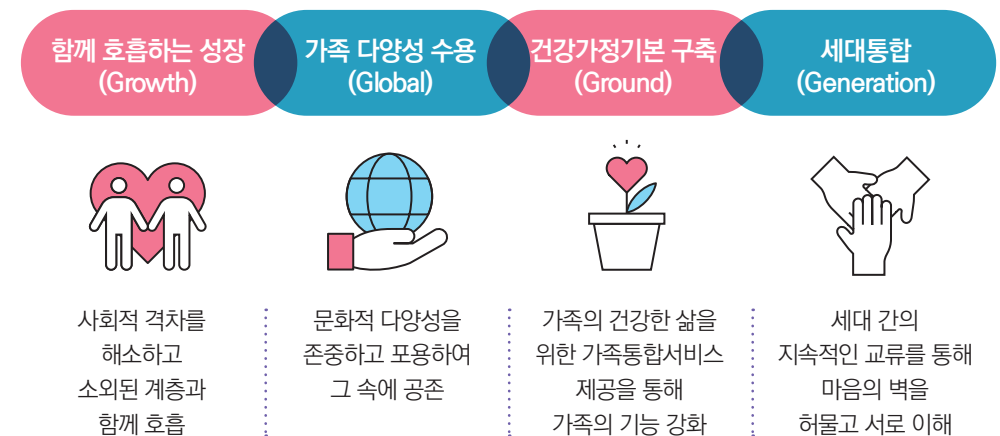 함께 호흡하는 성장
(Growth)
가족 다양성 수용
(Global)
건강가정기본 구축
(Ground)
세대통합
(Generation)
사회적 격차를
해소하고
소외된 계층과
함께 호흡
문화적 다양성을
존중하고 포용하여
그 속에 공존
가족의 건강한 삶을
위한 가족통합서비스
제공을 통해
가족의 기능 강화
세대 간의
지속적인 교류를 통해
마음의 벽을
허물고 서로 이해